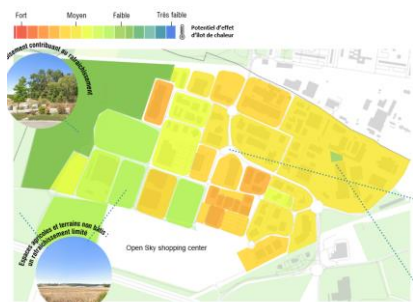 Fort Moyen Faible Très faible
Potentiel d'effet
d'îlot de chaleur
contribuant au rafraîchissement
Espaces agricoles et terrains non bâtis :
un rafraîchissement limité
Open Sky shopping center